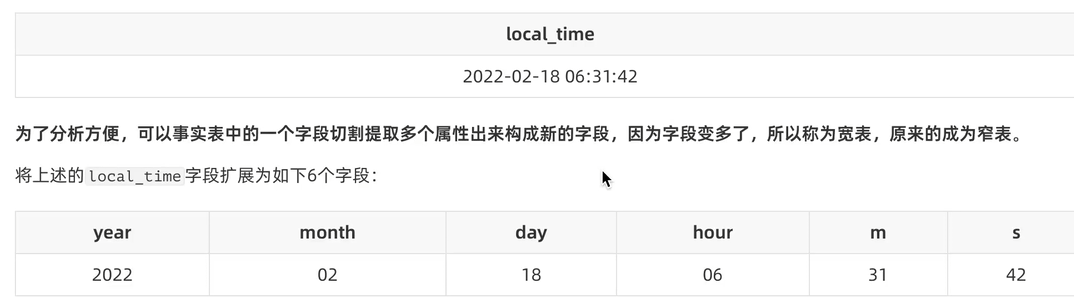 local_time
2022-02-18 06:31:42
为了分析方便，可以事实表中的一个字段切割提取多个属性出来构成新的字段，因为字段变多了，所以称为宽表，原来的成为窄表。
将上述的local_time字段扩展为如下6个字段：
year month day hour m s
2022 02 18 06 31 42